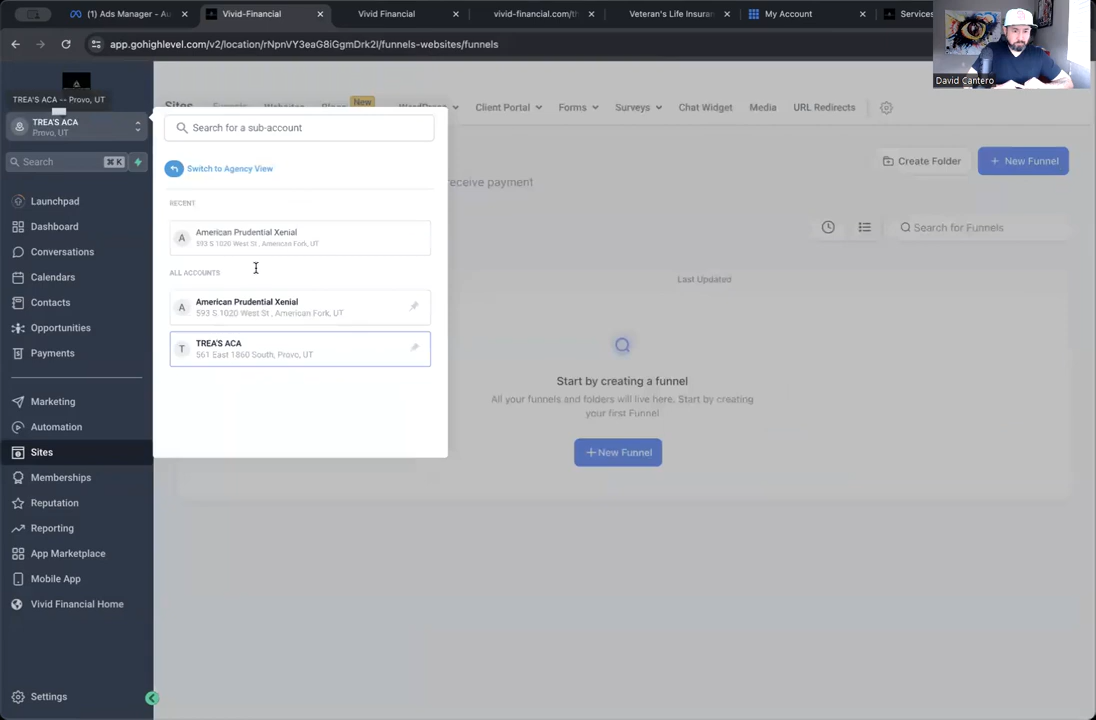 (1) Ads Manager - Au
Vivid-Financial
Vivid Financial
vivid-financial.com/th
Veteran's Life Insuran
My Account
Services
app.gohighlevel.com/v2/location/rNpnVY3eaG8iGgmDrk2I/funnels-websites/funnels
David Cantero
TREA'S ACA -- Provo, UT
TREA'S ACA
Provo, UT
Search
⌘ K
Launchpad
Dashboard
Conversations
Calendars
Contacts
Opportunities
Payments
Marketing
Automation
Sites
Memberships
Reputation
Reporting
App Marketplace
Mobile App
Vivid Financial Home
Settings
Sites
New
Client Portal
Forms
Surveys
Chat Widget
Media
URL Redirects
Search for a sub-account
Switch to Agency View
RECENT
A
American Prudential Xenial
593 S 1020 West St , American Fork, UT
ALL ACCOUNTS
A
American Prudential Xenial
593 S 1020 West St , American Fork, UT
T
TREA'S ACA
561 East 1860 South, Provo, UT
Create Folder
+ New Funnel
receive payment
Search for Funnels
Last Updated
Start by creating a funnel
All your funnels and folders will live here. Start by creating
your first Funnel
+ New Funnel